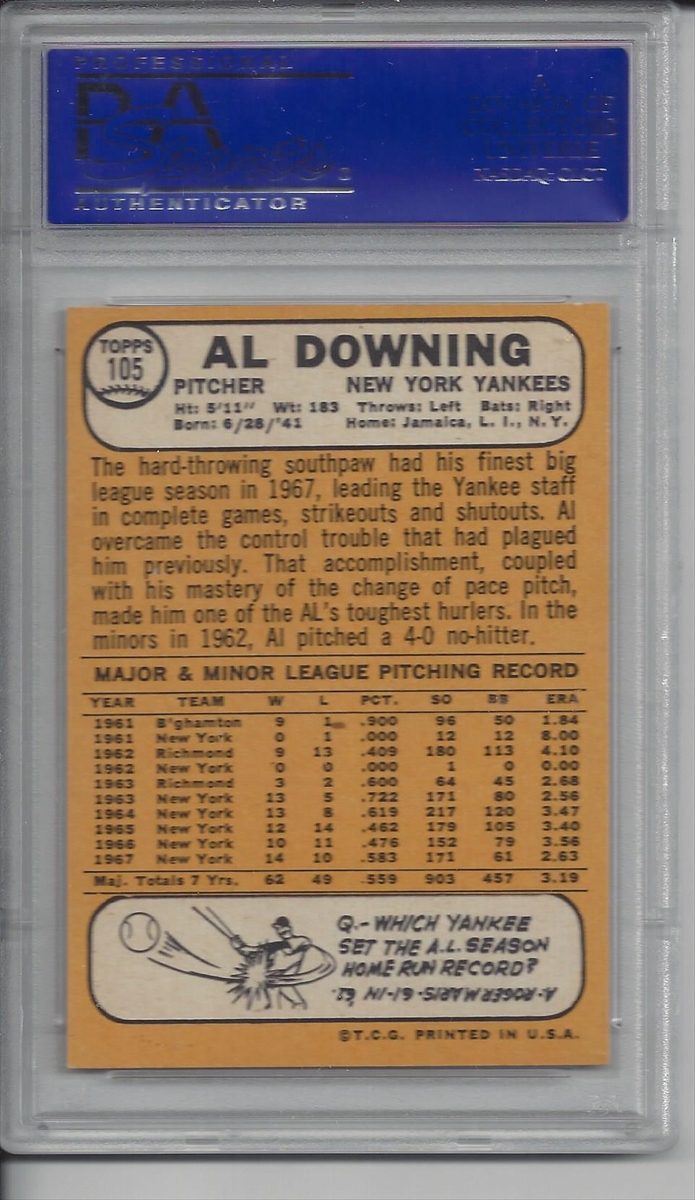 PROFESSIONAL
PSA
Sports
AUTHENTICATOR
®
A
DIVISION OF
COLLECTORS
UNIVERSE
NASDAQ: CLCT
TOPPS
105
AL DOWNING
PITCHER NEW YORK YANKEES
Ht: 5'11" Wt: 183 Throws: Left Bats: Right
Born: 6/28/'41 Home: Jamaica, L. I., N. Y.
The hard-throwing southpaw had his finest big
league season in 1967, leading the Yankee staff
in complete games, strikeouts and shutouts. Al
overcame the control trouble that had plagued
him previously. That accomplishment, coupled
with his mastery of the change of pace pitch,
made him one of the AL's toughest hurlers. In the
minors in 1962, Al pitched a 4-0 no-hitter.
MAJOR & MINOR LEAGUE PITCHING RECORD
YEAR TEAM W L PCT. SO BB ERA
1961 B'ghamton 9 1 .900 96 50 1.84
1961 New York 0 1 .000 12 12 8.00
1962 Richmond 9 13 .409 180 113 4.10
1962 New York 0 0 .000 1 0 0.00
1963 Richmond 3 2 .600 64 45 2.68
1963 New York 13 5 .722 171 80 2.56
1964 New York 13 8 .619 217 120 3.47
1965 New York 12 14 .462 179 105 3.40
1966 New York 10 11 .476 152 79 3.56
1967 New York 14 10 .583 171 61 2.63
Maj. Totals 7 Yrs. 62 49 .559 903 457 3.19
Q.- WHICH YANKEE
SET THE A.L. SEASON
HOME RUN RECORD?
A- ROGER MARIS - 61 - IN
©T.C.G. PRINTED IN U.S.A.